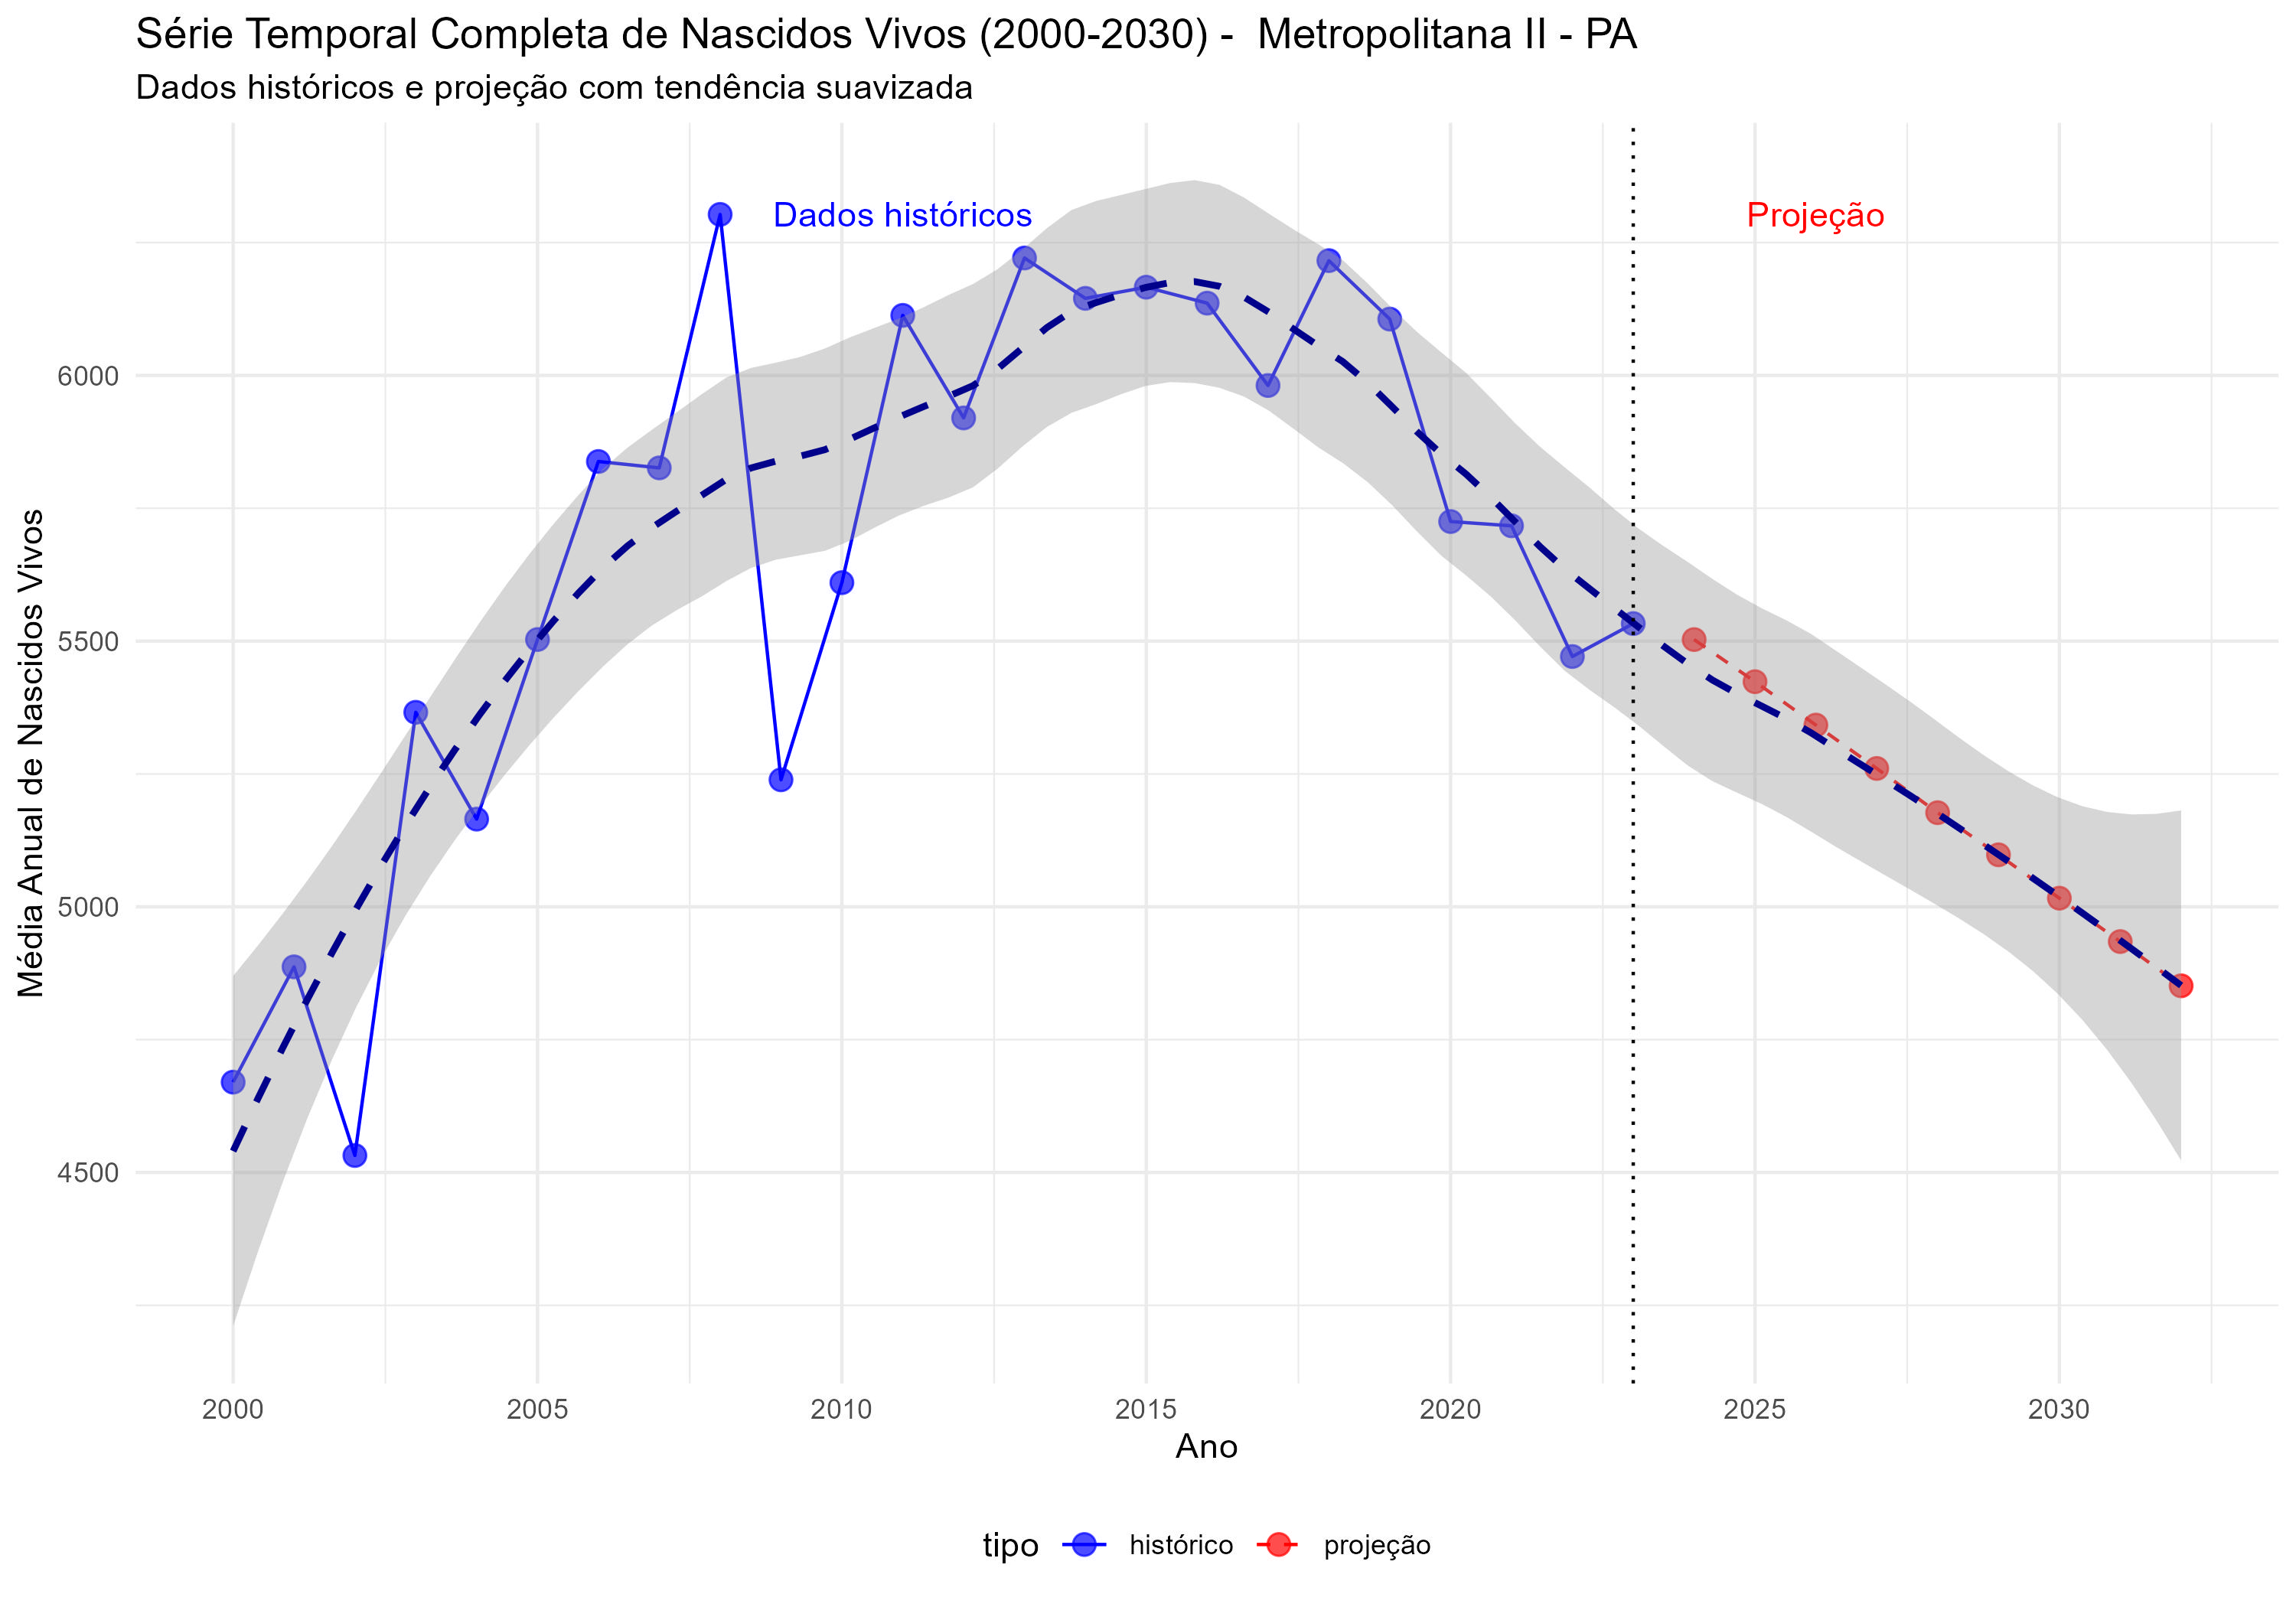 Série Temporal Completa de Nascidos Vivos (2000-2030) -  Metropolitana II - PA
Dados históricos e projeção com tendência suavizada
Dados históricos
Projeção
Média Anual de Nascidos Vivos
6000
5500
5000
4500
2000 2005 2010 2015 2020 2025 2030
Ano
tipo histórico projeção